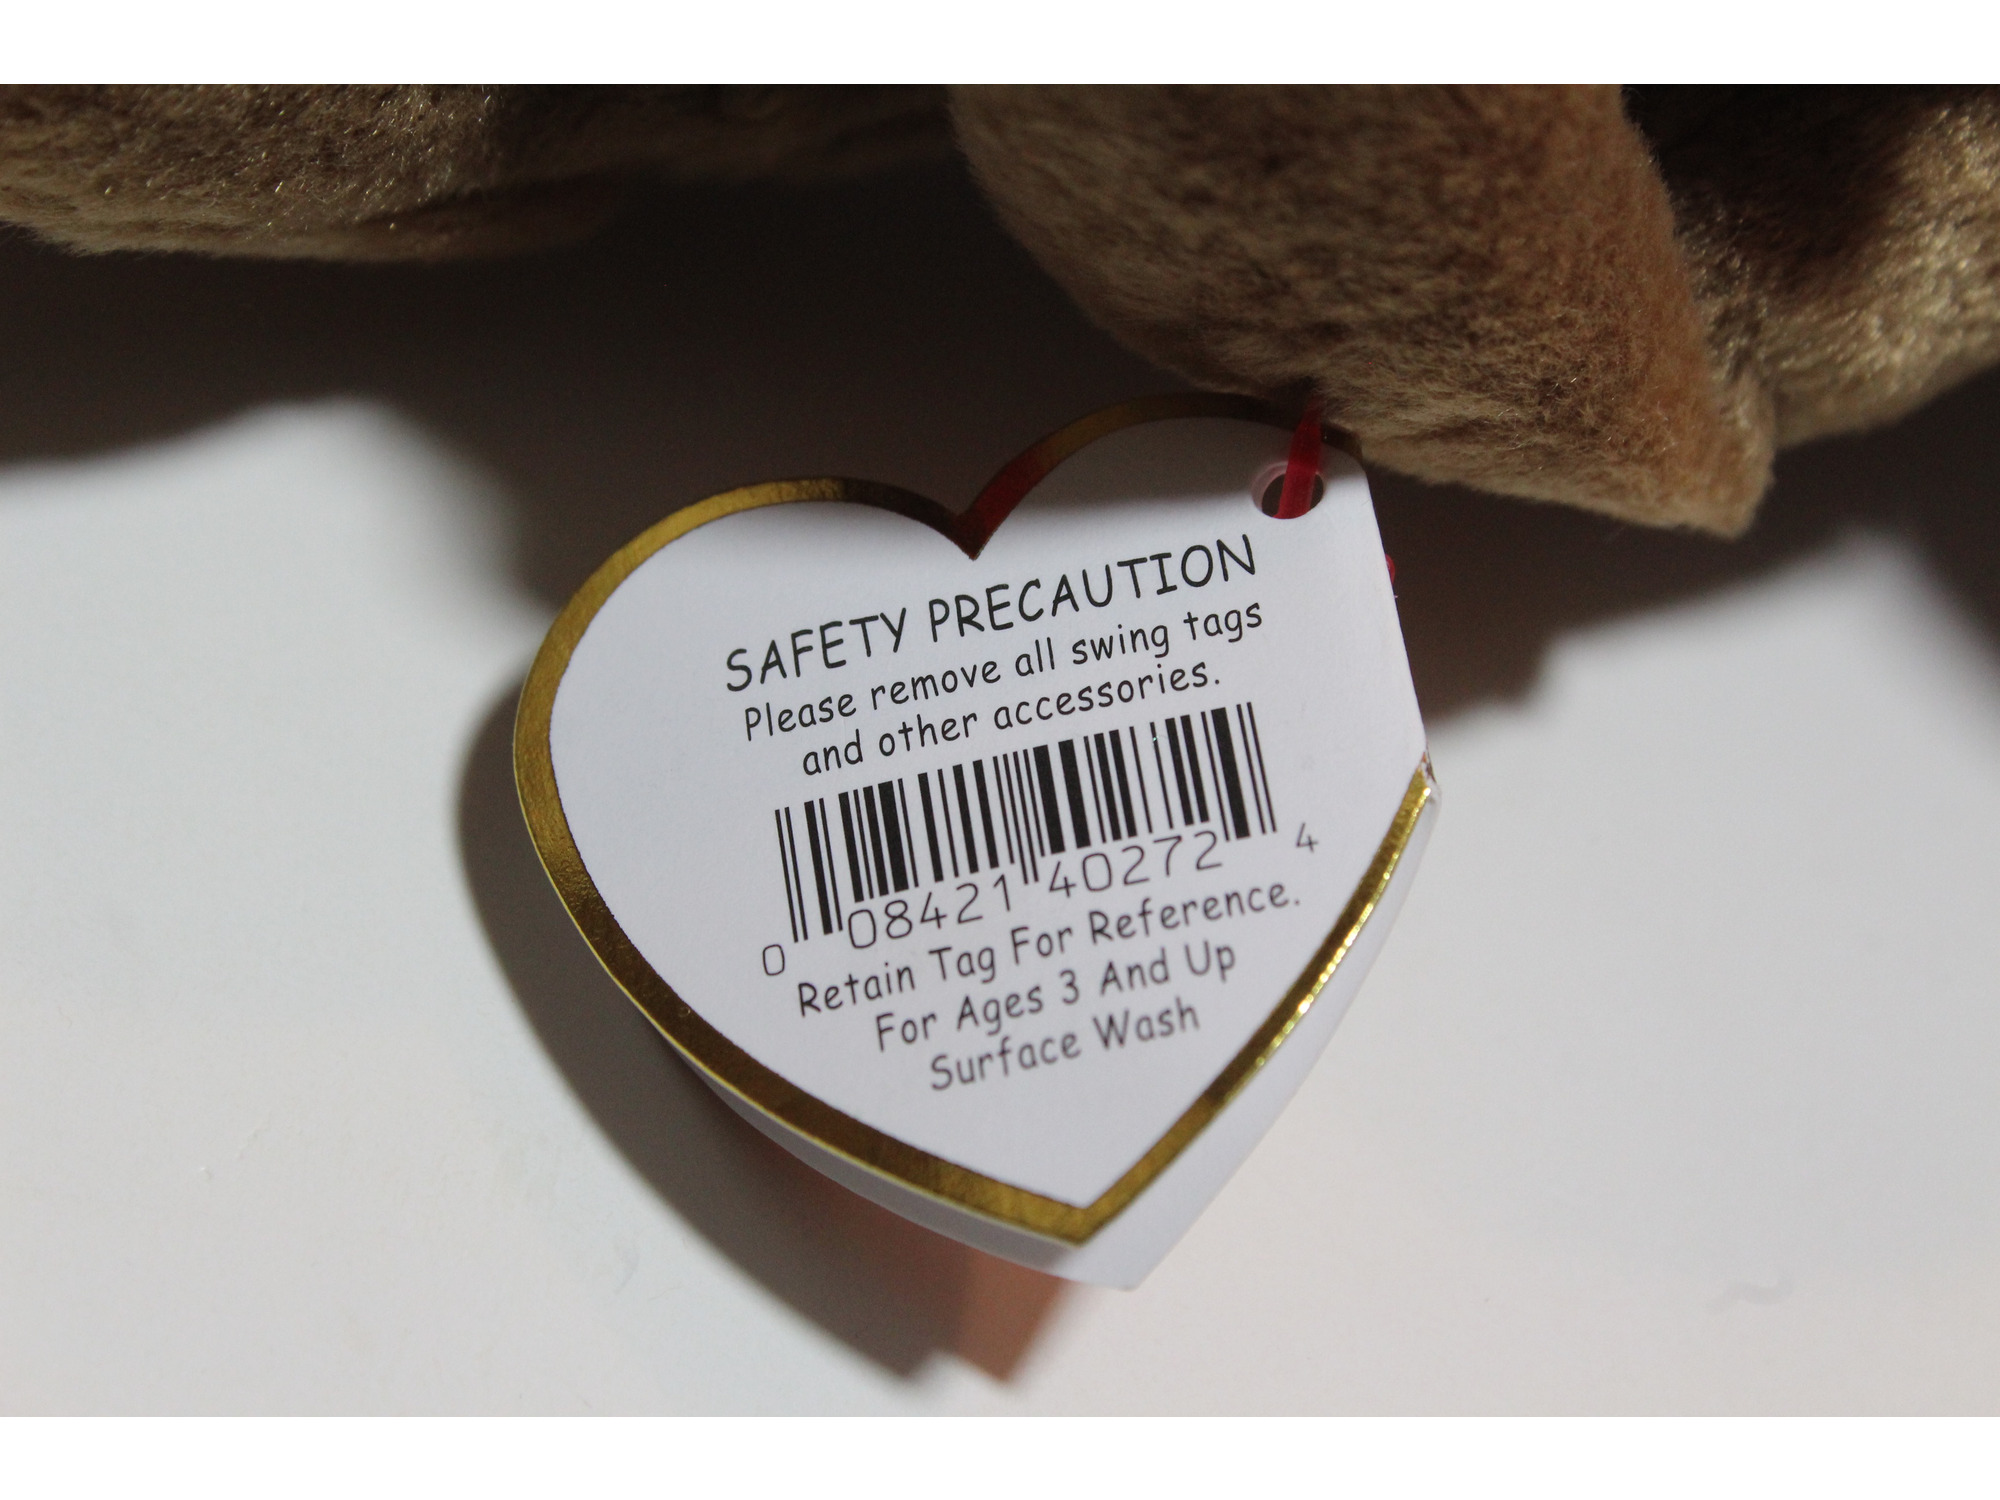 SAFETY PRECAUTION
Please remove all swing tags
and other accessories.
0 08421 40272 4
Retain Tag For Reference.
For Ages 3 And Up
Surface Wash